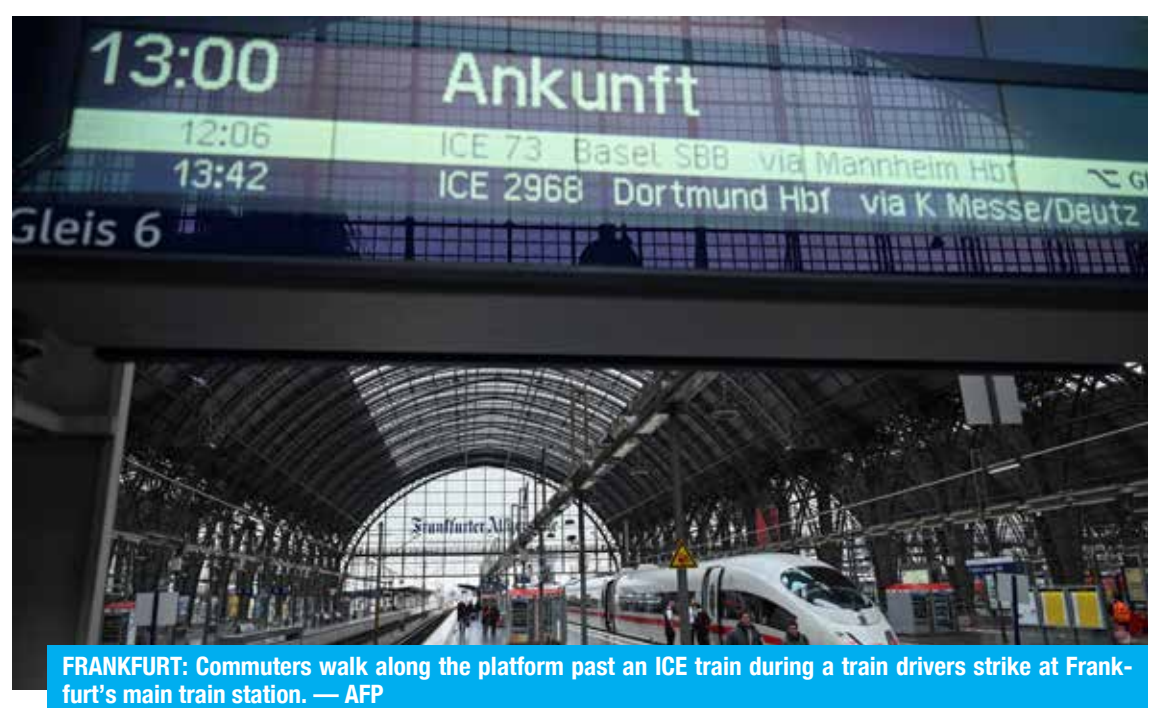 13:00 Ankunft
12:06 ICE 73 Basel SBB via Mannheim Hbf
13:42 ICE 2968 Dortmund Hbf via K Messe/Deutz
Gleis 6
Frankfurter
FRANKFURT: Commuters walk along the platform past an ICE train during a train drivers strike at Frank-
furt's main train station. — AFP